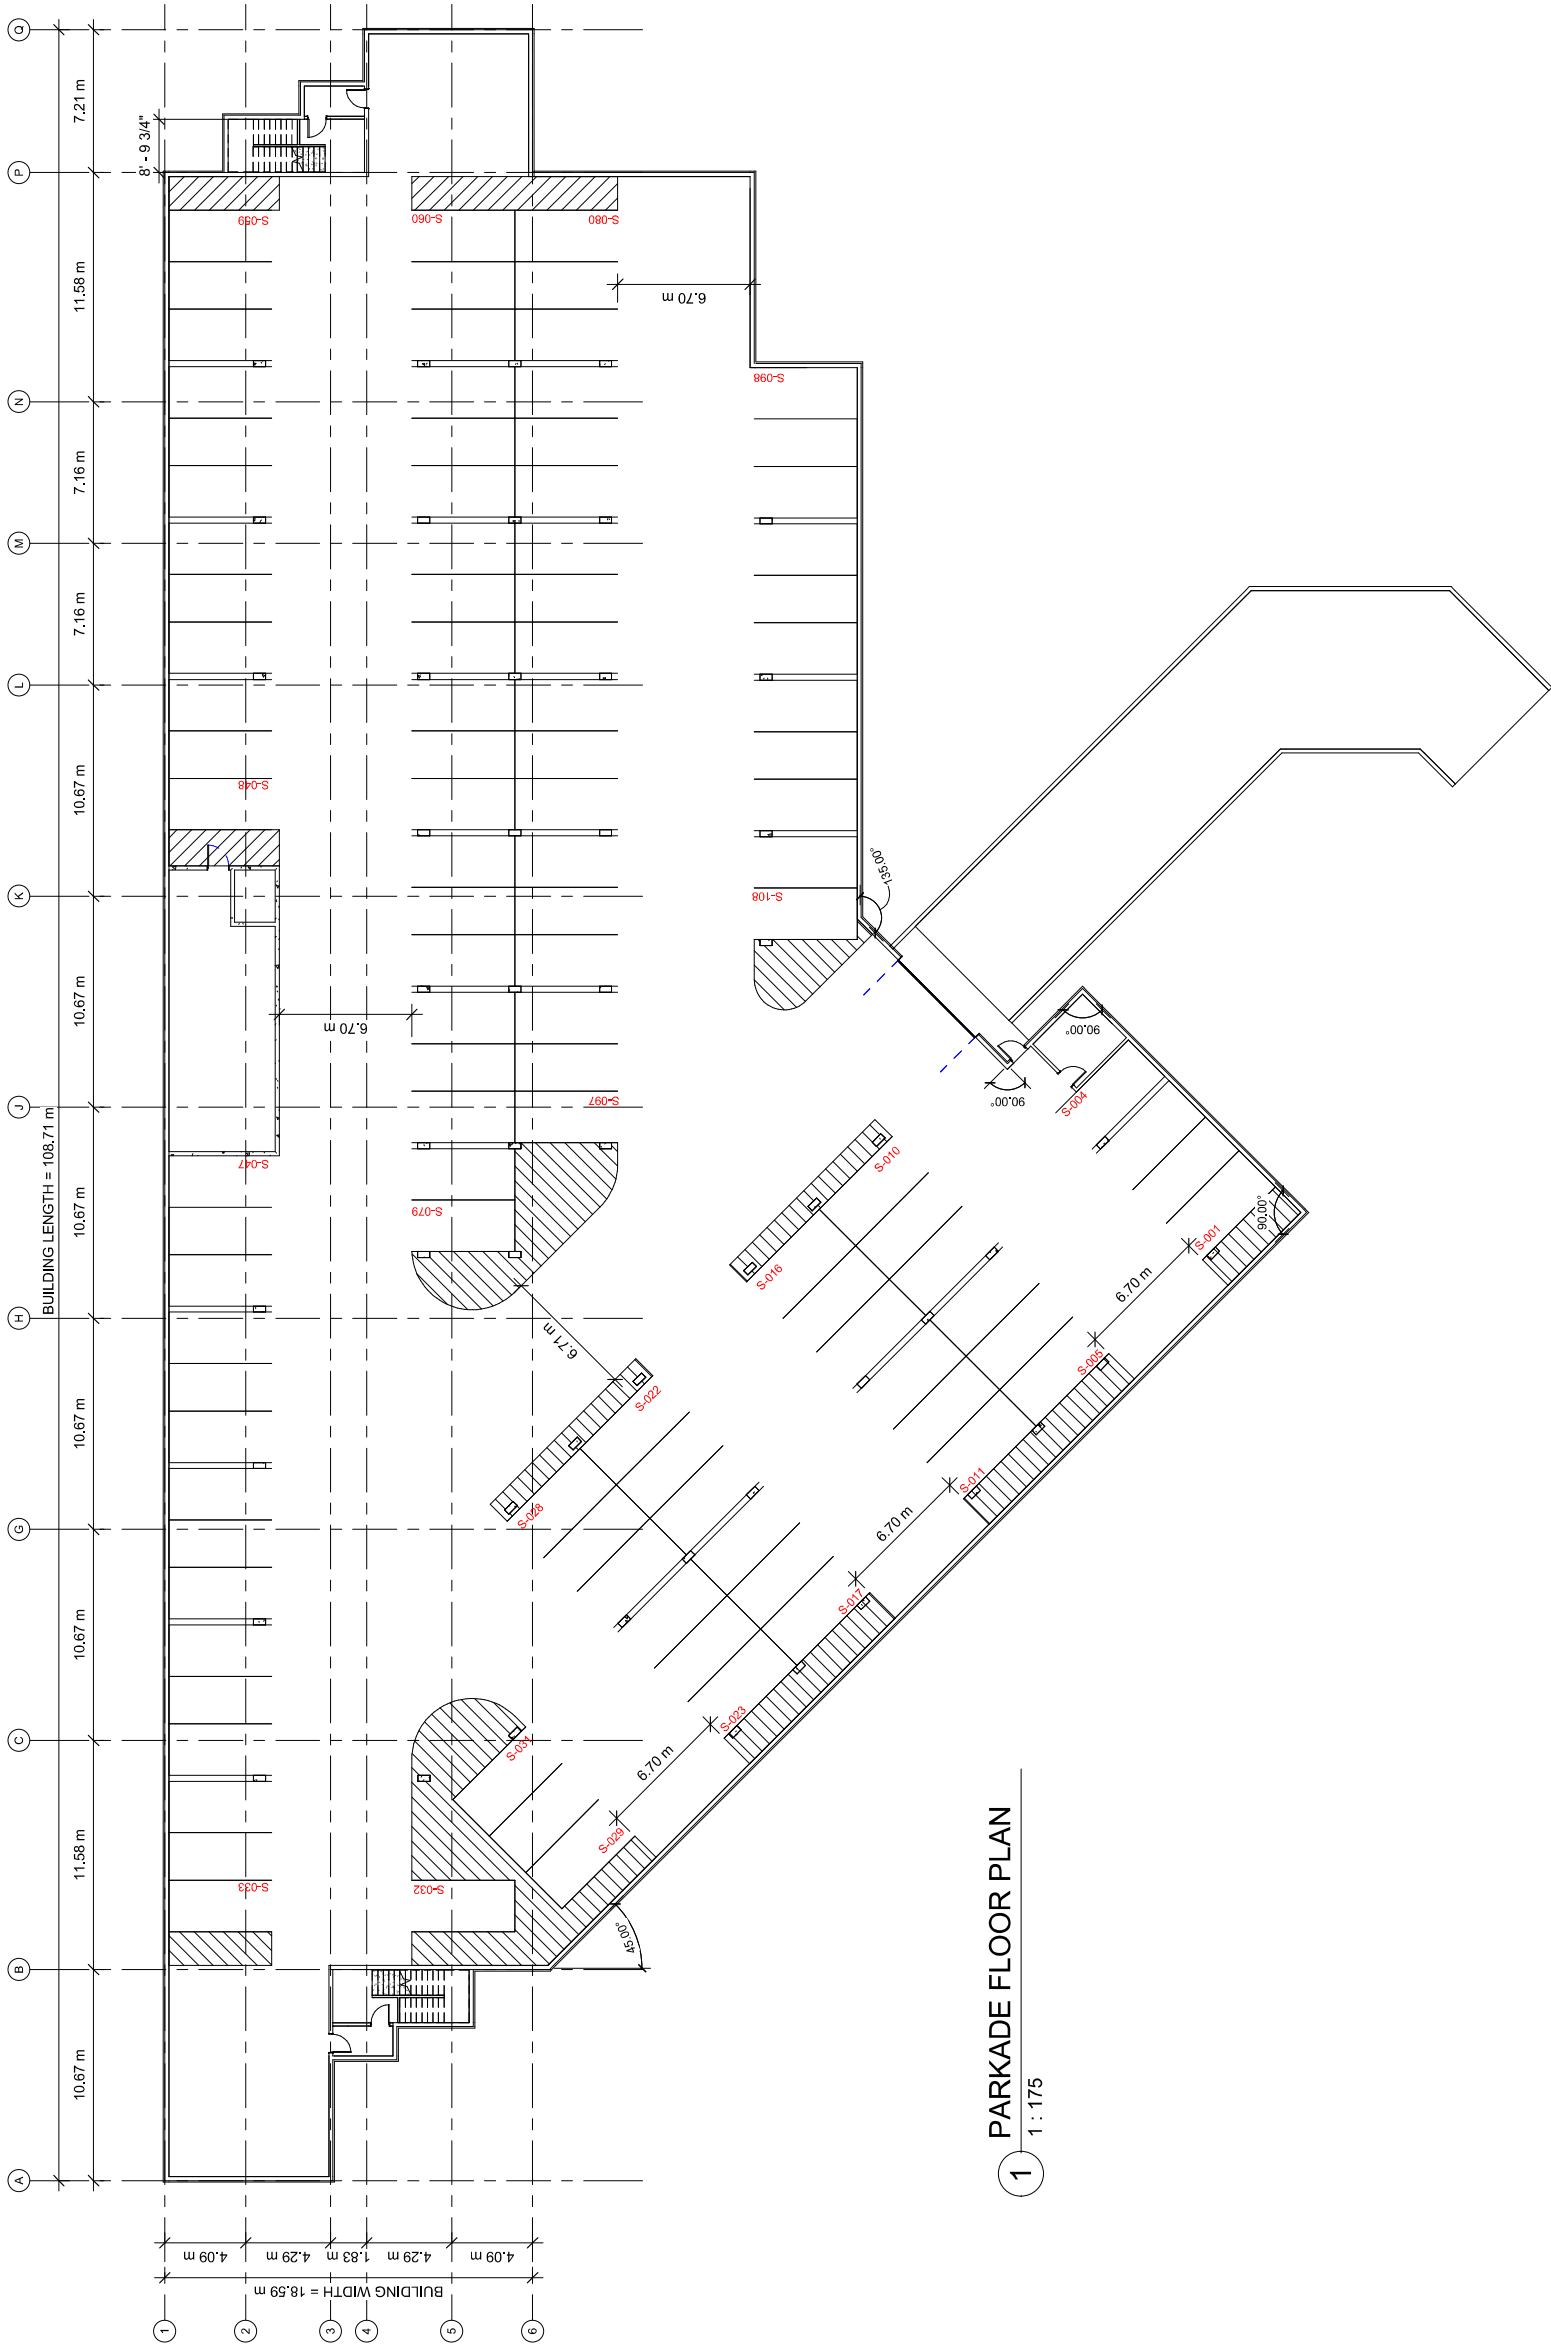 Q
P
N
M
L
K
J
H
G
C
B
A
BUILDING LENGTH = 108.71 m
7.21 m
11.58 m
7.16 m
7.16 m
10.67 m
10.67 m
10.67 m
10.67 m
10.67 m
11.58 m
10.67 m
8' - 9 3/4"
S-059
S-060
S-080
6.70 m
S-098
S-048
S-108
135.00°
6.70 m
S-047
S-097
S-079
90.00°
90.00°
S-004
S-010
S-016
S-001
90.00°
6.70 m
S-005
6.71 m
S-022
S-028
S-011
6.70 m
S-017
S-023
6.70 m
S-031
S-029
S-033
S-032
45.00°
4.09 m
4.29 m
1.83 m
4.29 m
4.09 m
BUILDING WIDTH = 18.59 m
1
2
3
4
5
6
1
PARKADE FLOOR PLAN
1 : 175